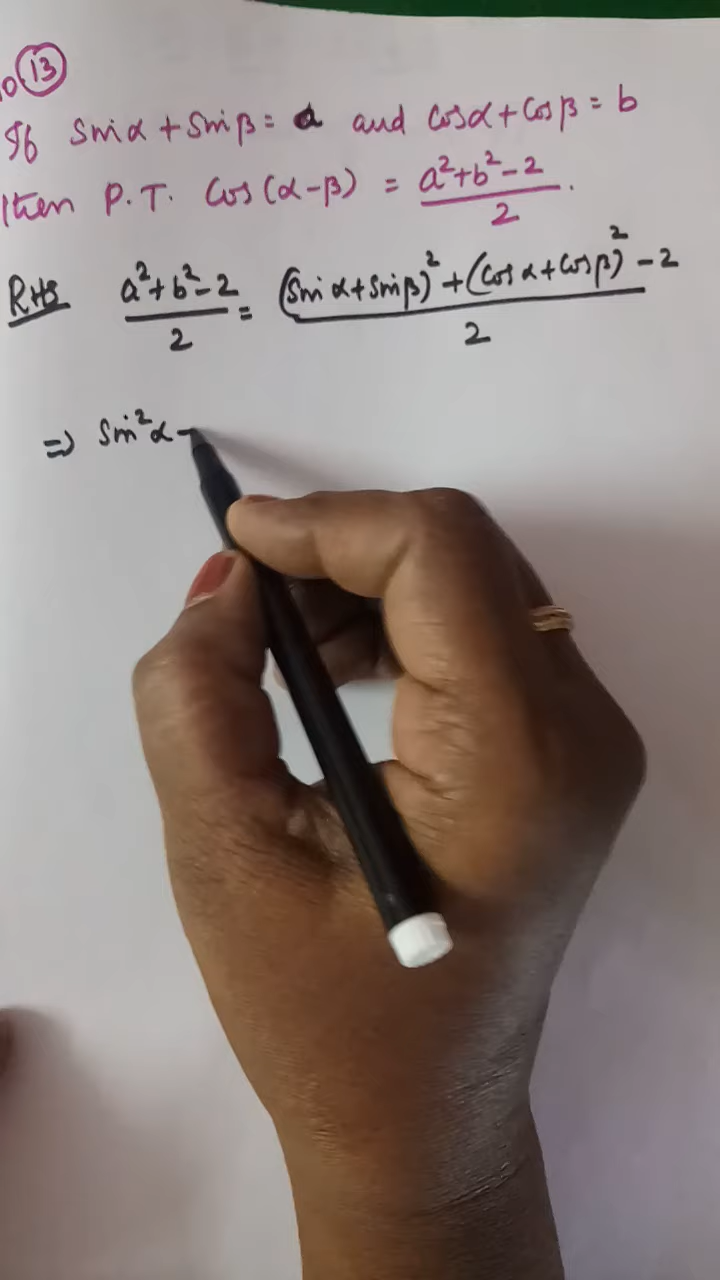 13
If Sinα + Sinβ = a and Cosα + Cosβ = b
then P.T. Cos(α-β) = a²+b²-2 / 2 .
RHS a²+b²-2 / 2 = (Sinα+Sinβ)² + (Cosα+Cosβ)² - 2 / 2
⇒ Sin²α -